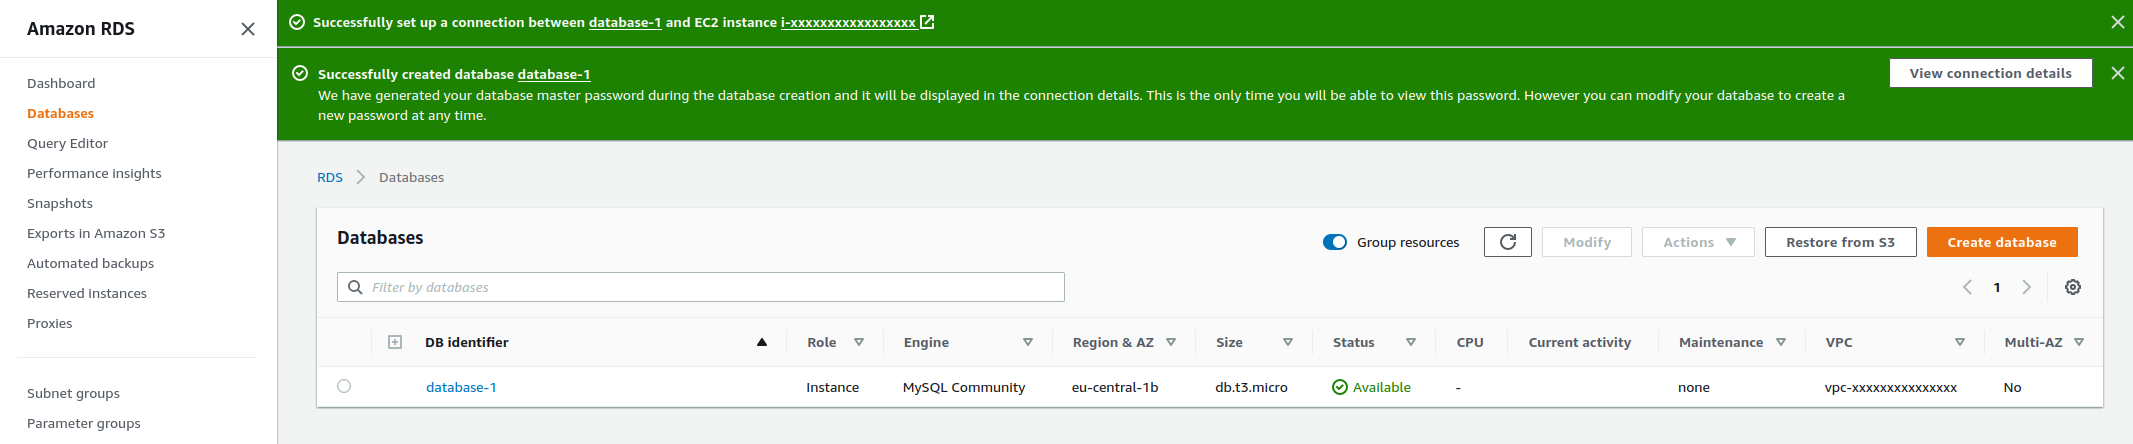 Amazon RDS
Dashboard
Databases
Query Editor
Performance insights
Snapshots
Exports in Amazon S3
Automated backups
Reserved instances
Proxies
Subnet groups
Parameter groups
Successfully set up a connection between database-1 and EC2 instance i-xxxxxxxxxxxxxxxxx
Successfully created database database-1
View connection details
We have generated your database master password during the database creation and it will be displayed in the connection details. This is the only time you will be able to view this password. However you can modify your database to create a
new password at any time.
RDS Databases
Databases
Group resources Modify Actions Restore from S3 Create database
Filter by databases
1
DB identifier Role Engine Region & AZ Size Status CPU Current activity Maintenance VPC Multi-AZ
database-1 Instance MySQL Community eu-central-1b db.t3.micro Available - none vpc-xxxxxxxxxxxxxxx No